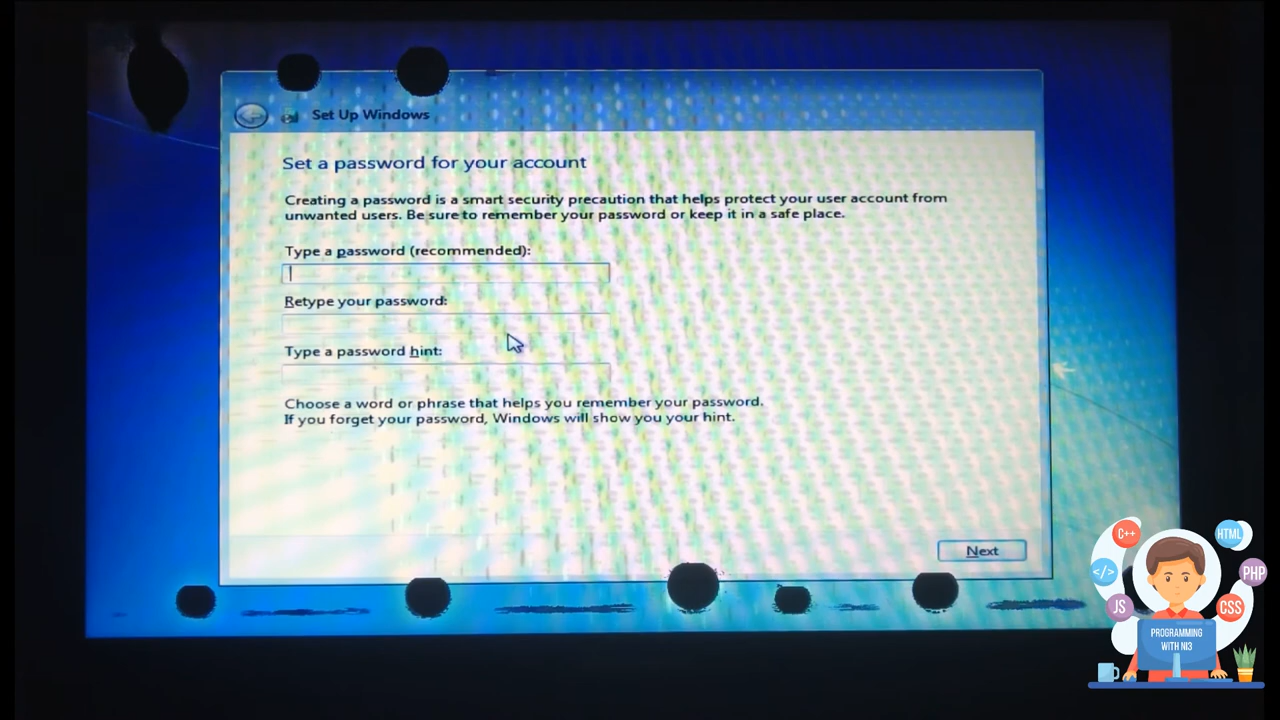 Set Up Windows
Set a password for your account
Creating a password is a smart security precaution that helps protect your user account from
unwanted users. Be sure to remember your password or keep it in a safe place.
Type a password (recommended):
Retype your password:
Type a password hint:
Choose a word or phrase that helps you remember your password.
If you forget your password, Windows will show you your hint.
Next
C++
HTML
</>
PHP
JS
CSS
PROGRAMMING
WITH NI3